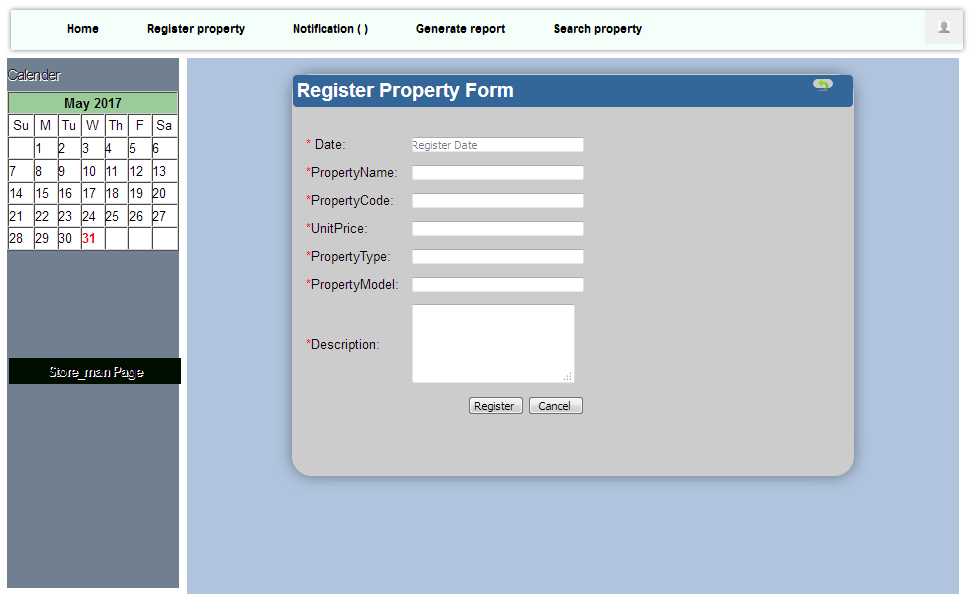 Home Register property Notification ( ) Generate report Search property
Calender
May 2017
Su M Tu W Th F Sa
1 2 3 4 5 6
7 8 9 10 11 12 13
14 15 16 17 18 19 20
21 22 23 24 25 26 27
28 29 30 31
Store_man Page
Register Property Form
* Date: Register Date
*PropertyName:
*PropertyCode:
*UnitPrice:
*PropertyType:
*PropertyModel:
*Description:
Register Cancel